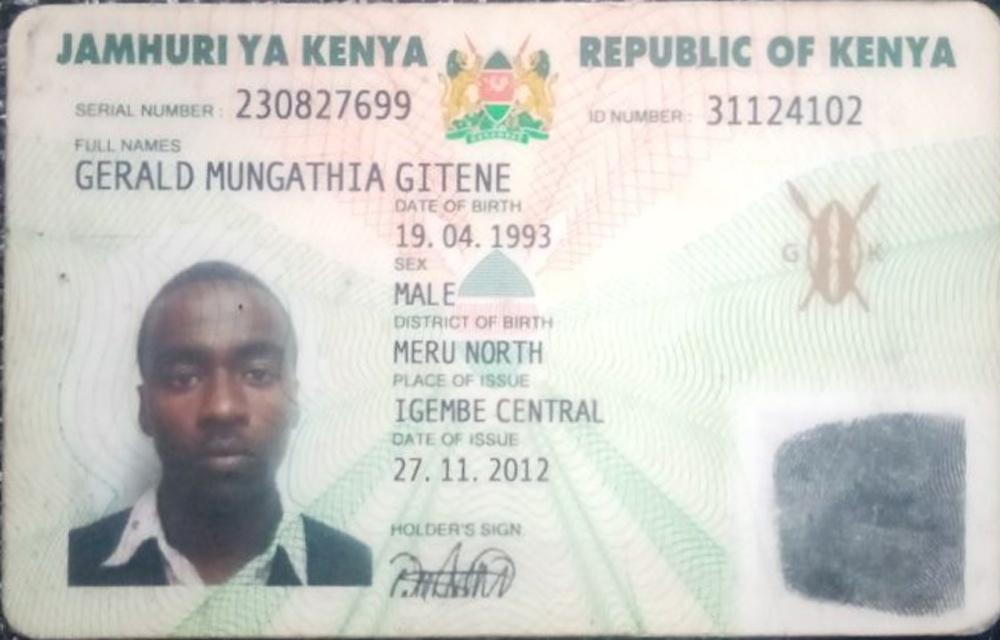 JAMHURI YA KENYA REPUBLIC OF KENYA
SERIAL NUMBER : 230827699 ID NUMBER : 31124102
FULL NAMES
GERALD MUNGATHIA GITENE
DATE OF BIRTH
19. 04. 1993
SEX
G K
MALE
DISTRICT OF BIRTH
MERU NORTH
PLACE OF ISSUE
IGEMBE CENTRAL
DATE OF ISSUE
27. 11. 2012
HOLDER'S SIGN.